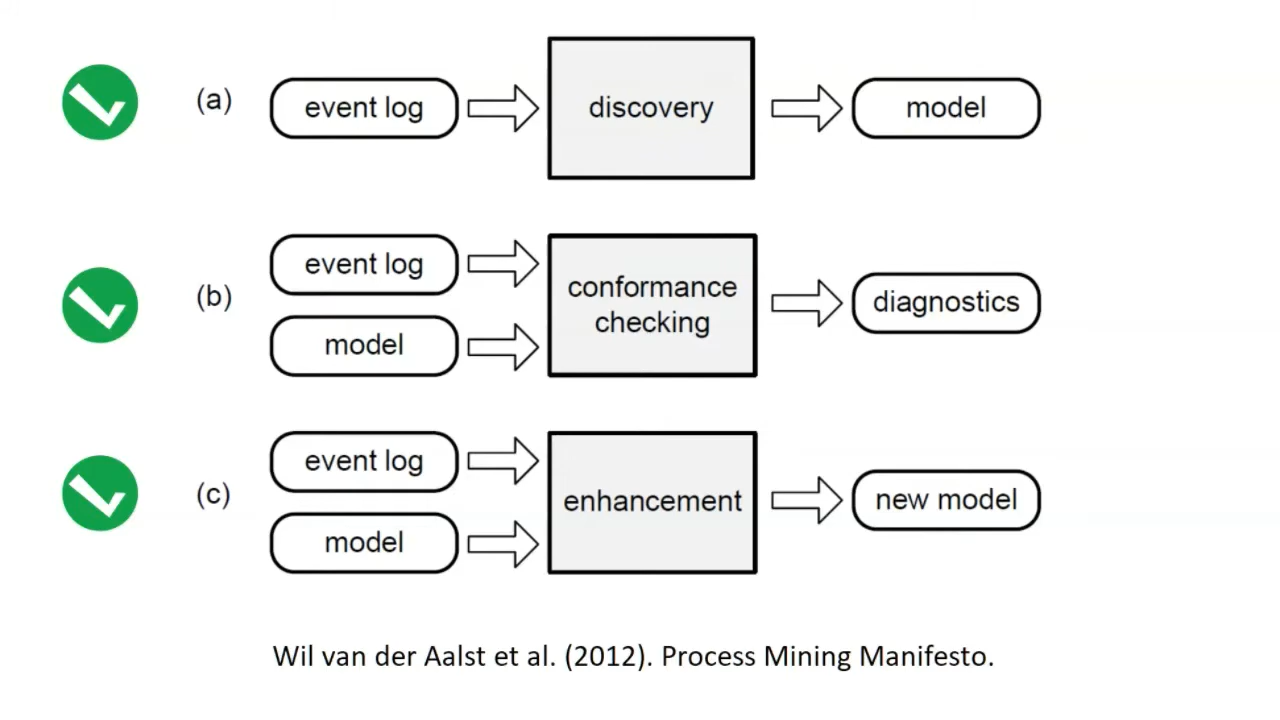 (a) event log discovery model
event log
(b) conformance checking diagnostics
model
event log
(c) enhancement new model
model
Wil van der Aalst et al. (2012). Process Mining Manifesto.